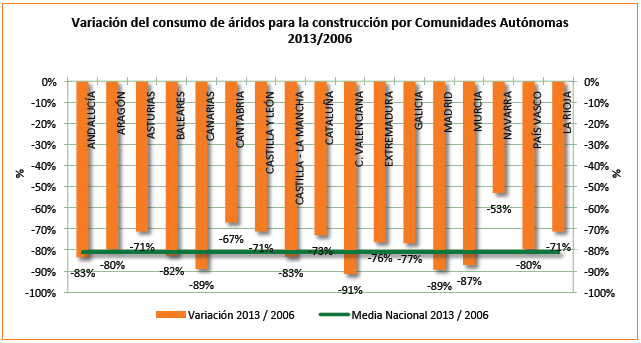 Variación del consumo de áridos para la construcción por Comunidades Autónomas
2013/2006
0%
-10%
-20%
-30%
-40%
-50%
-60%
-70%
-80%
-90%
-100%
%
ANDALUCÍA
ARAGÓN
ASTURIAS
BALEARES
CANARIAS
CANTABRIA
CASTILLA Y LEÓN
CASTILLA - LA MANCHA
CATALUÑA
C. VALENCIANA
EXTREMADURA
GALICIA
MADRID
MURCIA
NAVARRA
PAÍS VASCO
LA RIOJA
-83%
-80%
-71%
-82%
-89%
-67%
-71%
-83%
-73%
-91%
-76%
-77%
-89%
-87%
-53%
-80%
-71%
0%
-10%
-20%
-30%
-40%
-50%
-60%
-70%
-80%
-90%
-100%
%
Variación 2013 / 2006
Media Nacional 2013 / 2006